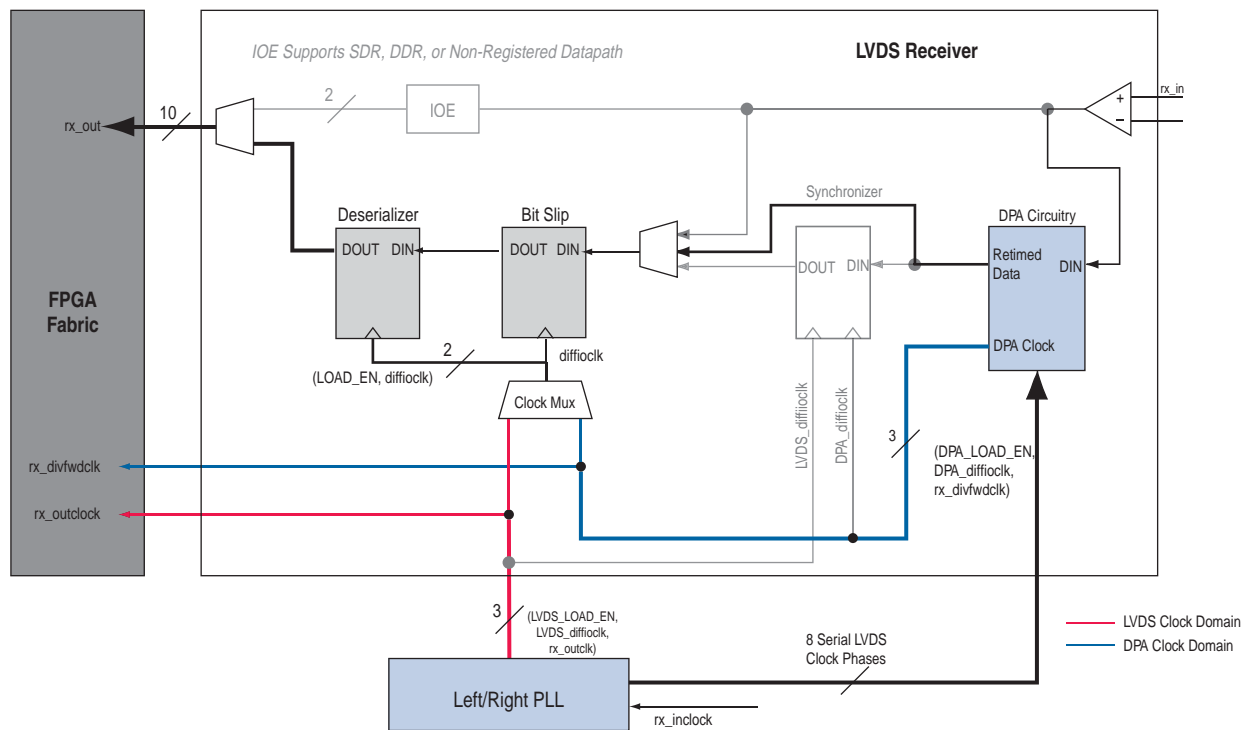 IOE Supports SDR, DDR, or Non-Registered Datapath
LVDS Receiver
2
IOE
rx_in
+
–
10
rx_out
Deserializer
Bit Slip
Synchronizer
DPA Circuitry
DOUT DIN
DOUT DIN
DOUT DIN
Retimed
Data
DIN
DPA Clock
FPGA
Fabric
2
(LOAD_EN, diffioclk)
diffioclk
Clock Mux
LVDS_diffiioclk
DPA_diffioclk
3
(DPA_LOAD_EN,
DPA_diffioclk,
rx_divfwdclk)
rx_divfwdclk
rx_outclock
3
(LVDS_LOAD_EN,
LVDS_diffioclk,
rx_outclk)
8 Serial LVDS
Clock Phases
LVDS Clock Domain
DPA Clock Domain
Left/Right PLL
rx_inclock